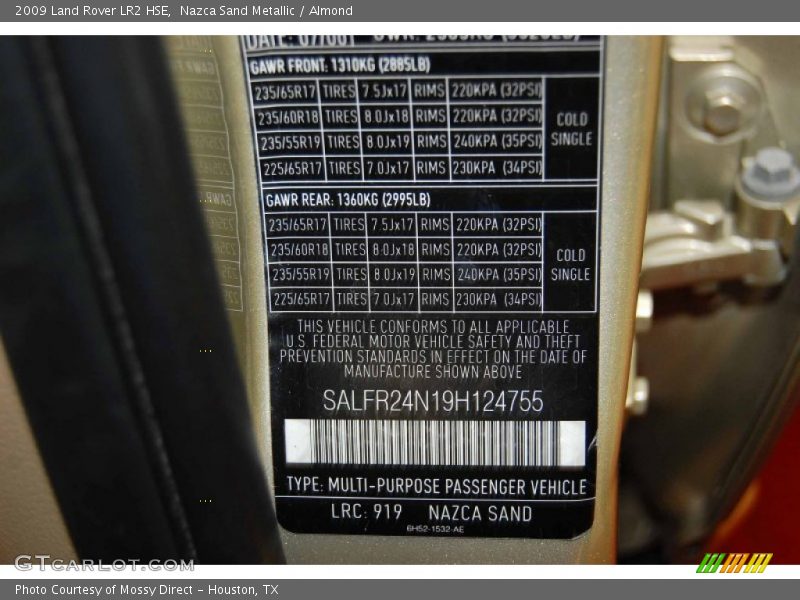 2009 Land Rover LR2 HSE, Nazca Sand Metallic / Almond
DATE: 07/08
GAWR FRONT: 1310KG (2885LB)
235/65R17 TIRES 7.5Jx17 RIMS 220KPA (32PSI)
235/60R18 TIRES 8.0Jx18 RIMS 220KPA (32PSI)
235/55R19 TIRES 8.0Jx19 RIMS 240KPA (35PSI)
225/65R17 TIRES 7.0Jx17 RIMS 230KPA (34PSI)
COLD
SINGLE
GAWR REAR: 1360KG (2995LB)
235/65R17 TIRES 7.5Jx17 RIMS 220KPA (32PSI)
235/60R18 TIRES 8.0Jx18 RIMS 220KPA (32PSI)
235/55R19 TIRES 8.0Jx19 RIMS 240KPA (35PSI)
225/65R17 TIRES 7.0Jx17 RIMS 230KPA (34PSI)
COLD
SINGLE
THIS VEHICLE CONFORMS TO ALL APPLICABLE
U.S. FEDERAL MOTOR VEHICLE SAFETY AND THEFT
PREVENTION STANDARDS IN EFFECT ON THE DATE OF
MANUFACTURE SHOWN ABOVE
SALFR24N19H124755
TYPE: MULTI-PURPOSE PASSENGER VEHICLE
LRC: 919 NAZCA SAND
6H52-1532-AE
GTCarLot.com
Photo Courtesy of Mossy Direct - Houston, TX